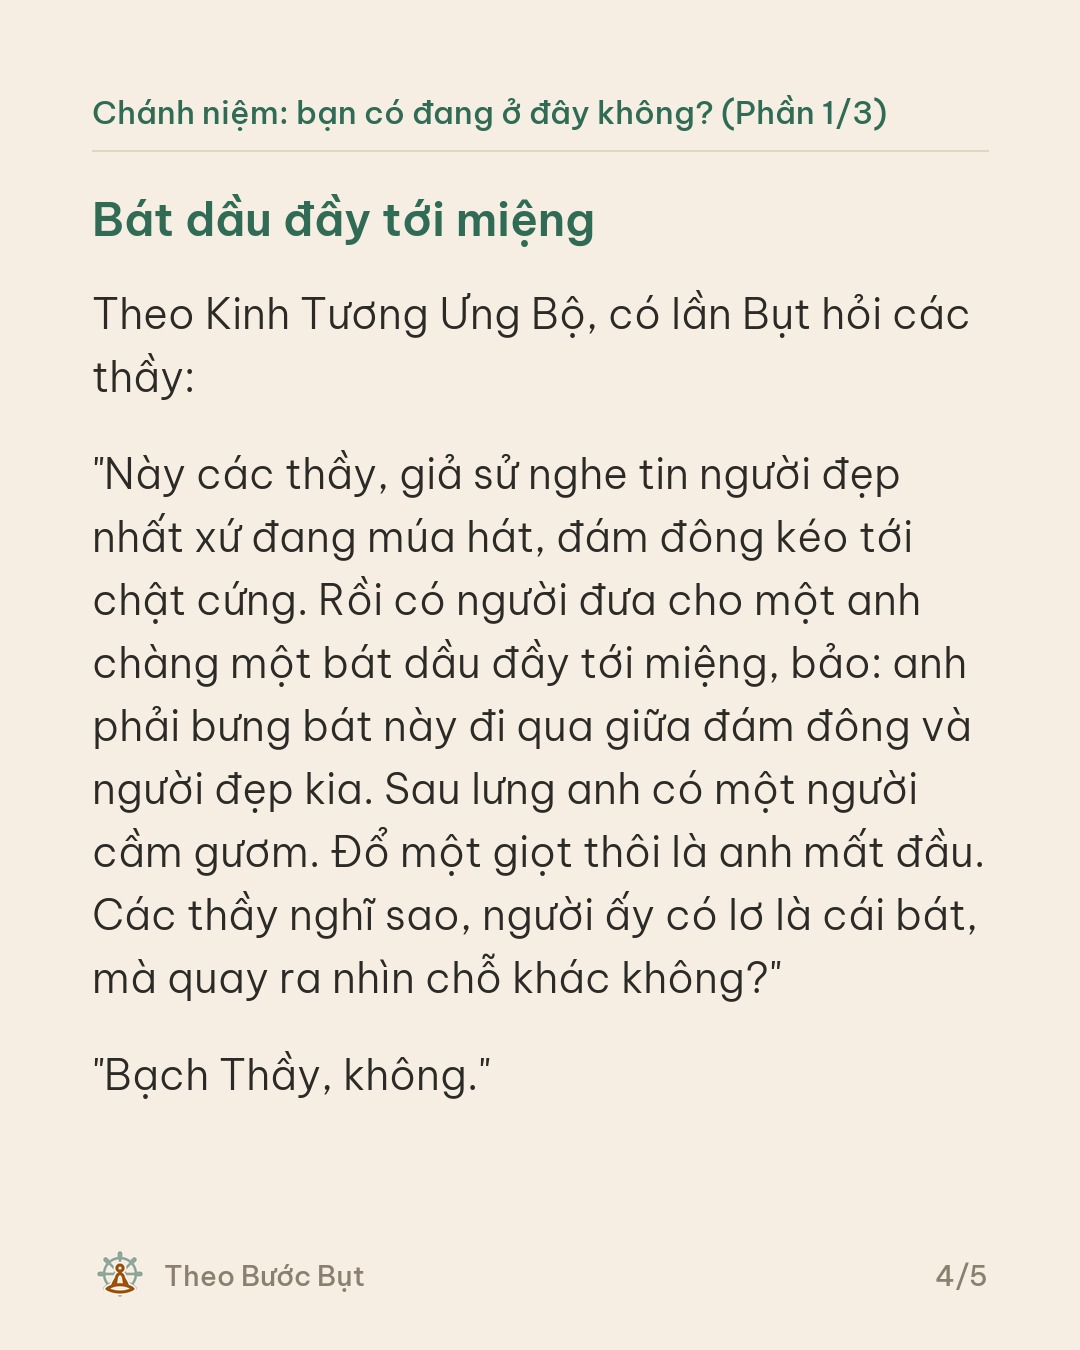 Chánh niệm: bạn có đang ở đây không? (Phần 1/3)
Bát dầu đầy tới miệng
Theo Kinh Tương Ưng Bộ, có lần Bụt hỏi các
thầy:
"Này các thầy, giả sử nghe tin người đẹp
nhất xứ đang múa hát, đám đông kéo tới
chật cứng. Rồi có người đưa cho một anh
chàng một bát dầu đầy tới miệng, bảo: anh
phải bưng bát này đi qua giữa đám đông và
người đẹp kia. Sau lưng anh có một người
cầm gươm. Đổ một giọt thôi là anh mất đầu.
Các thầy nghĩ sao, người ấy có lơ là cái bát,
mà quay ra nhìn chỗ khác không?"
"Bạch Thầy, không."
Theo Bước Bụt
4/5